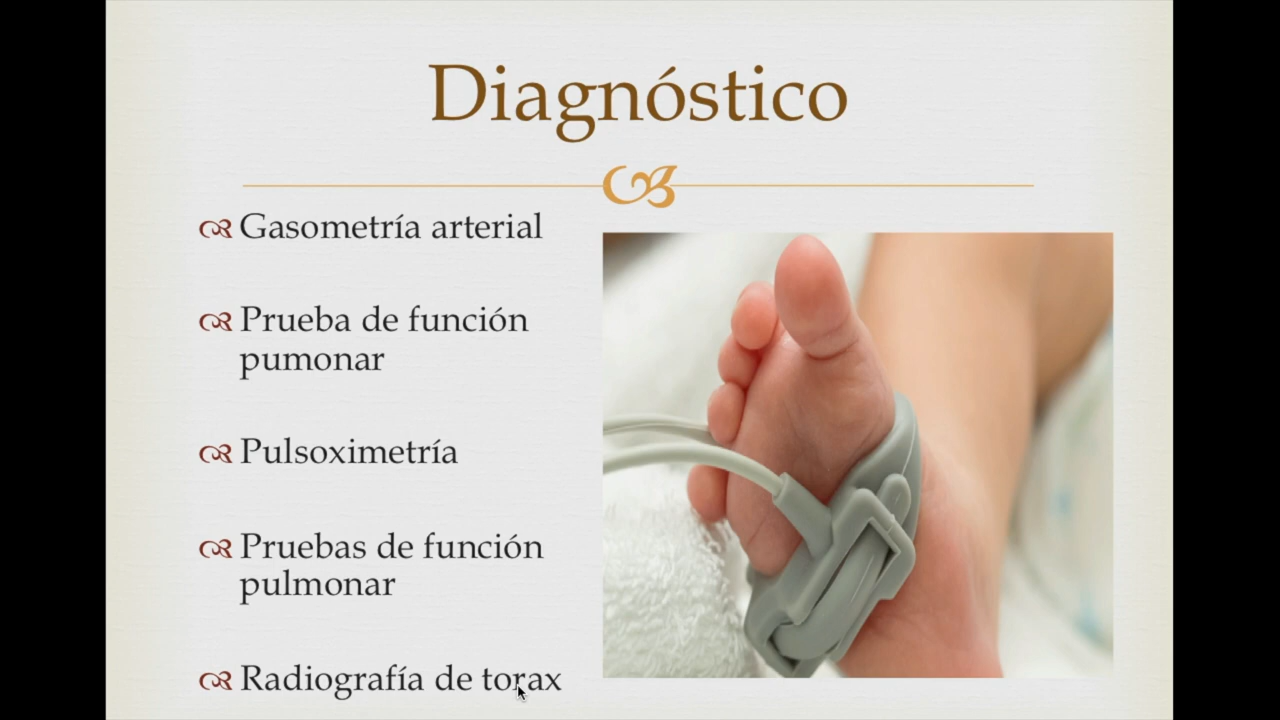 Diagnóstico
Gasometría arterial
Prueba de función
pumonar
Pulsoximetría
Pruebas de función
pulmonar
Radiografía de torax